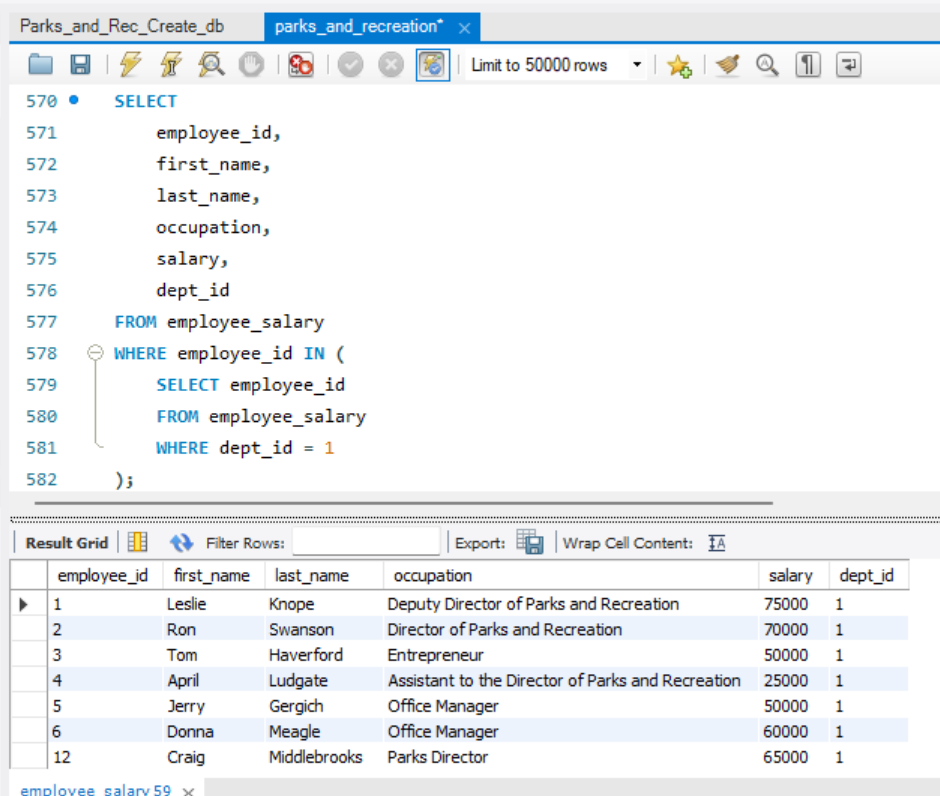 Parks_and_Rec_Create_db parks_and_recreation*
Limit to 50000 rows
570 SELECT
571 employee_id,
572 first_name,
573 last_name,
574 occupation,
575 salary,
576 dept_id
577 FROM employee_salary
578 WHERE employee_id IN (
579 SELECT employee_id
580 FROM employee_salary
581 WHERE dept_id = 1
582 );
Result Grid Filter Rows: Export: Wrap Cell Content: IA
employee_id first_name last_name occupation salary dept_id
1 Leslie Knope Deputy Director of Parks and Recreation 75000 1
2 Ron Swanson Director of Parks and Recreation 70000 1
3 Tom Haverford Entrepreneur 50000 1
4 April Ludgate Assistant to the Director of Parks and Recreation 25000 1
5 Jerry Gergich Office Manager 50000 1
6 Donna Meagle Office Manager 60000 1
12 Craig Middlebrooks Parks Director 65000 1
employee_salary 59